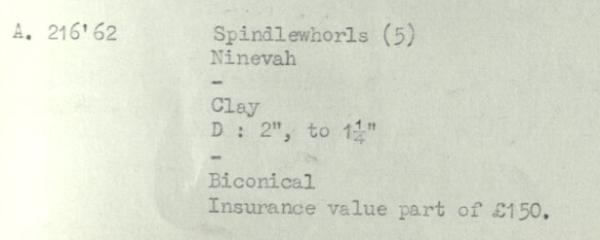 A. 216'62 Spindlewhorls (5)
Ninevah
-
Clay
D : 2", to 1¼"
-
Biconical
Insurance value part of £150.